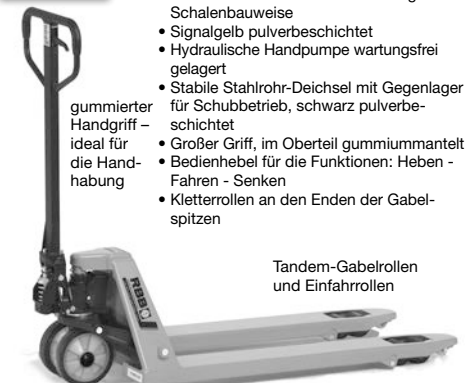 Schalenbauweise
• Signalgelb pulverbeschichtet
• Hydraulische Handpumpe wartungsfrei
gelagert
• Stabile Stahlrohr-Deichsel mit Gegenlager
für Schubbetrieb, schwarz pulverbe-
schichtet
• Großer Griff, im Oberteil gummiummantelt
• Bedienhebel für die Funktionen: Heben -
Fahren - Senken
• Kletterrollen an den Enden der Gabel-
spitzen
gummierter
Handgriff –
ideal für
die Hand-
habung
Tandem-Gabelrollen
und Einfahrrollen
RBB